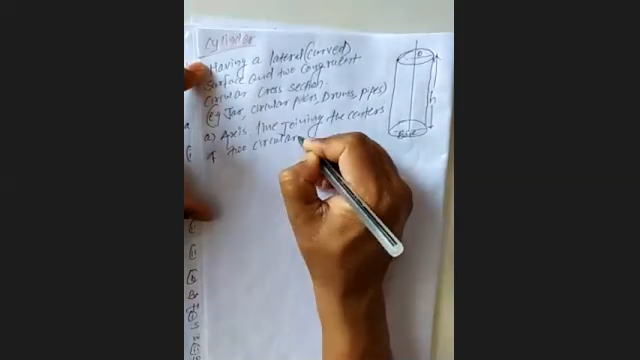 Cylinder
Having a lateral (curved)
surface and two congruent
circular cross section.
Eg Jar, circular pillars, Drums, pipes)
a) Axis line joining the centers
of two circular
h
Base